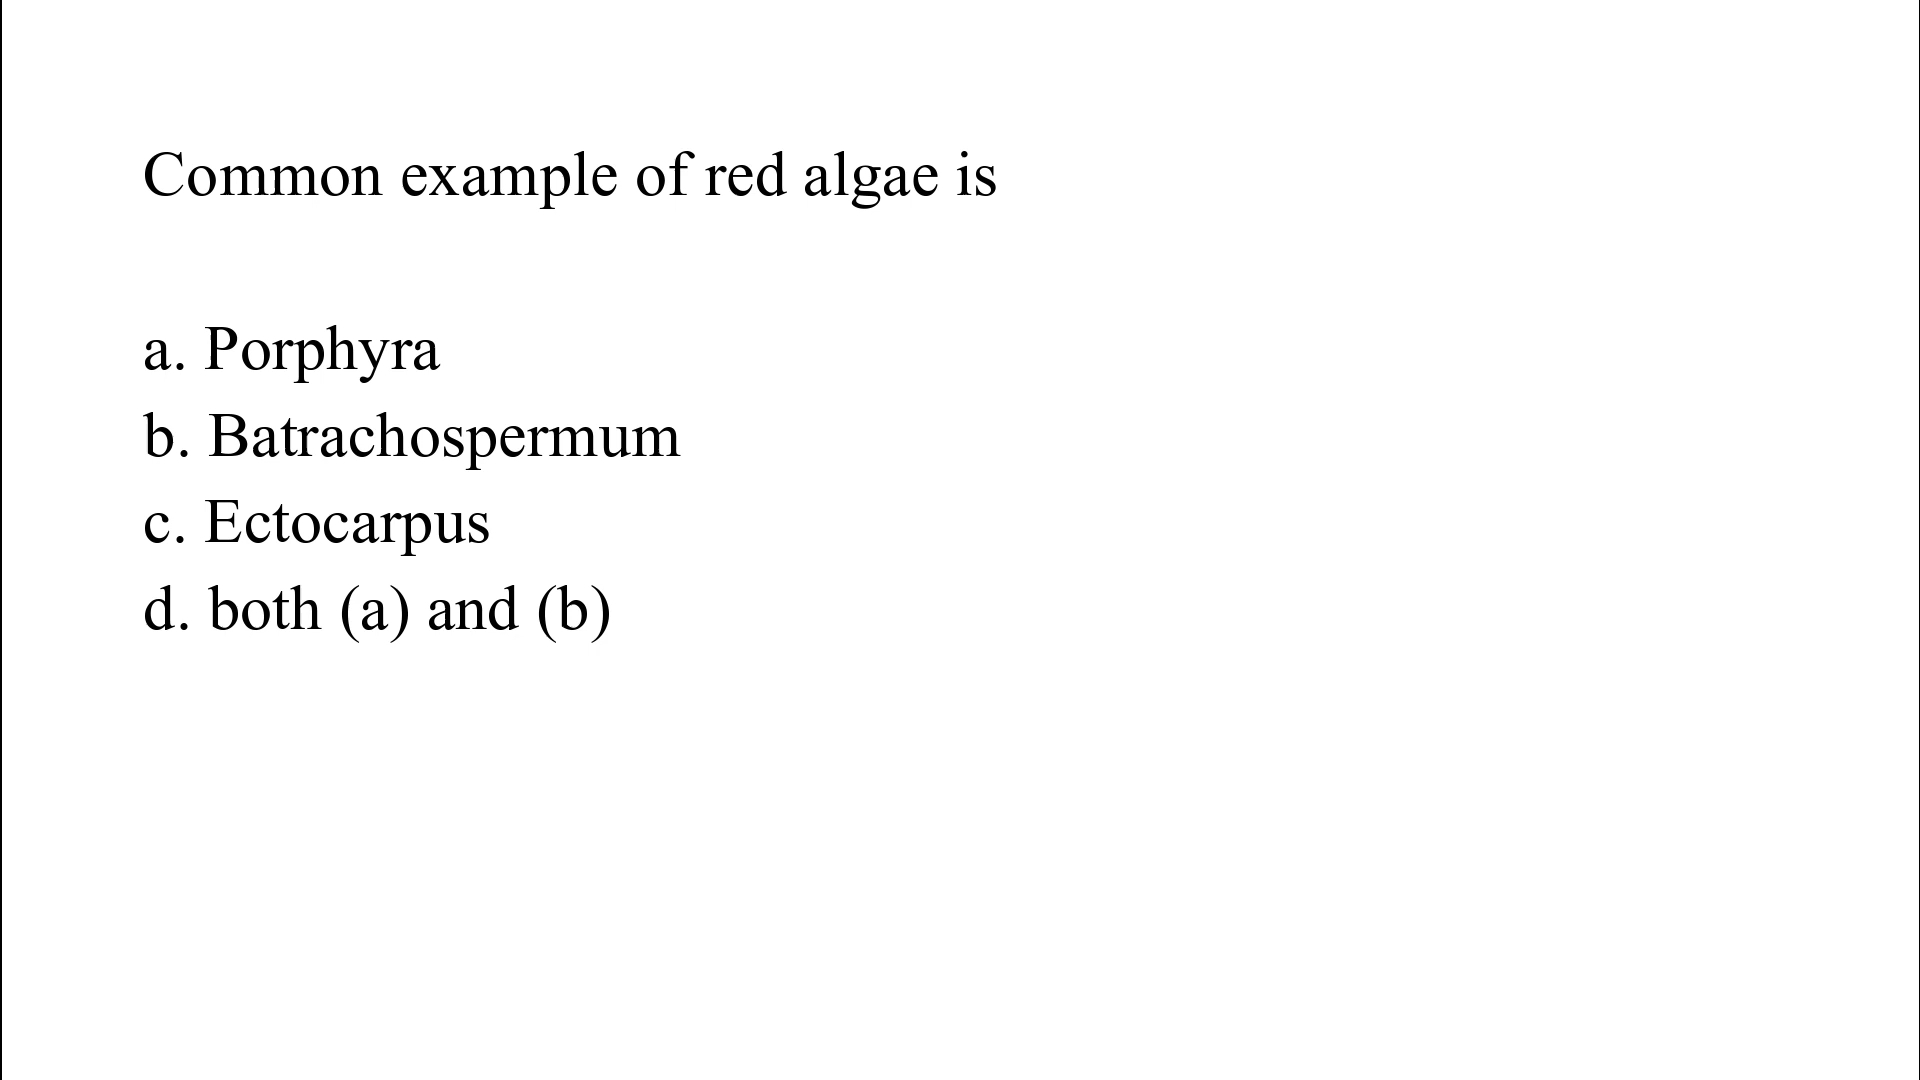 Common example of red algae is
a. Porphyra
b. Batrachospermum
c. Ectocarpus
d. both (a) and (b)